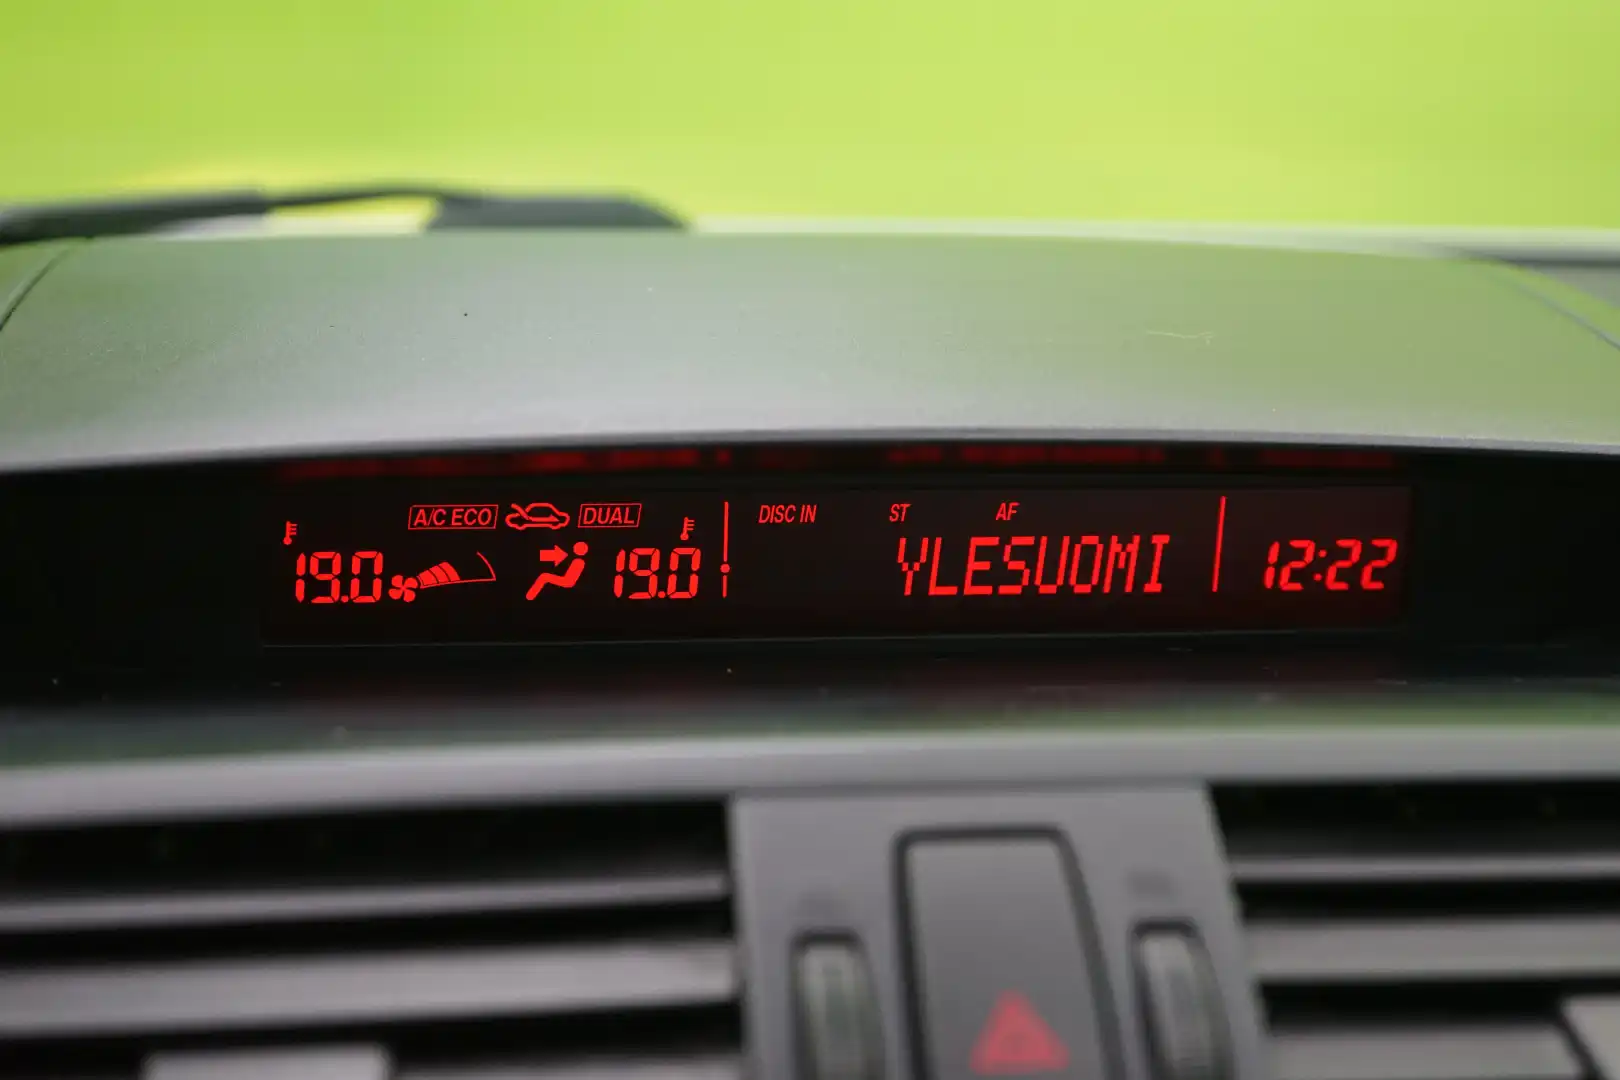 A/C ECO DUAL DISC IN ST AF
19.0 19.0 YLESUOMI 12:22